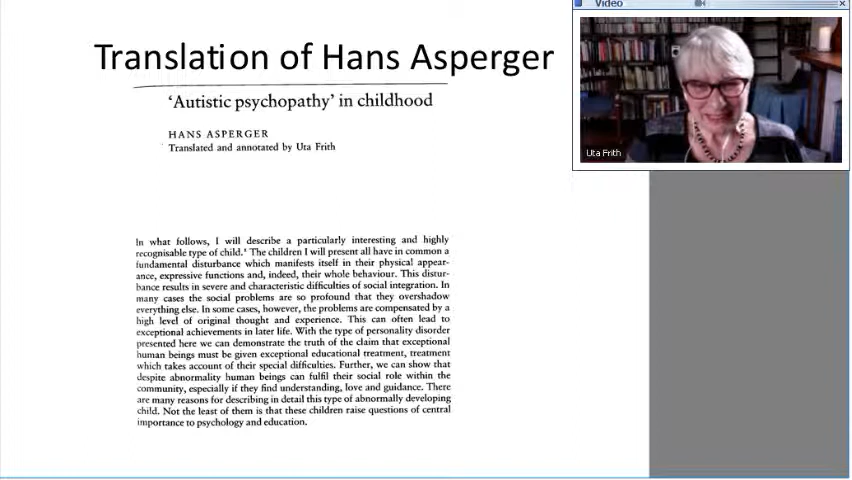 Video
Translation of Hans Asperger
'Autistic psychopathy' in childhood
HANS ASPERGER
Translated and annotated by Uta Frith
Uta Frith
In what follows, I will describe a particularly interesting and highly
recognisable type of child.¹ The children I will present all have in common a
fundamental disturbance which manifests itself in their physical appear-
ance, expressive functions and, indeed, their whole behaviour. This distur-
bance results in severe and characteristic difficulties of social integration. In
many cases the social problems are so profound that they overshadow
everything else. In some cases, however, the problems are compensated by a
high level of original thought and experience. This can often lead to
exceptional achievements in later life. With the type of personality disorder
presented here we can demonstrate the truth of the claim that exceptional
human beings must be given exceptional educational treatment, treatment
which takes account of their special difficulties. Further, we can show that
despite abnormality human beings can fulfil their social role within the
community, especially if they find understanding, love and guidance. There
are many reasons for describing in detail this type of abnormally developing
child. Not the least of them is that these children raise questions of central
importance to psychology and education.